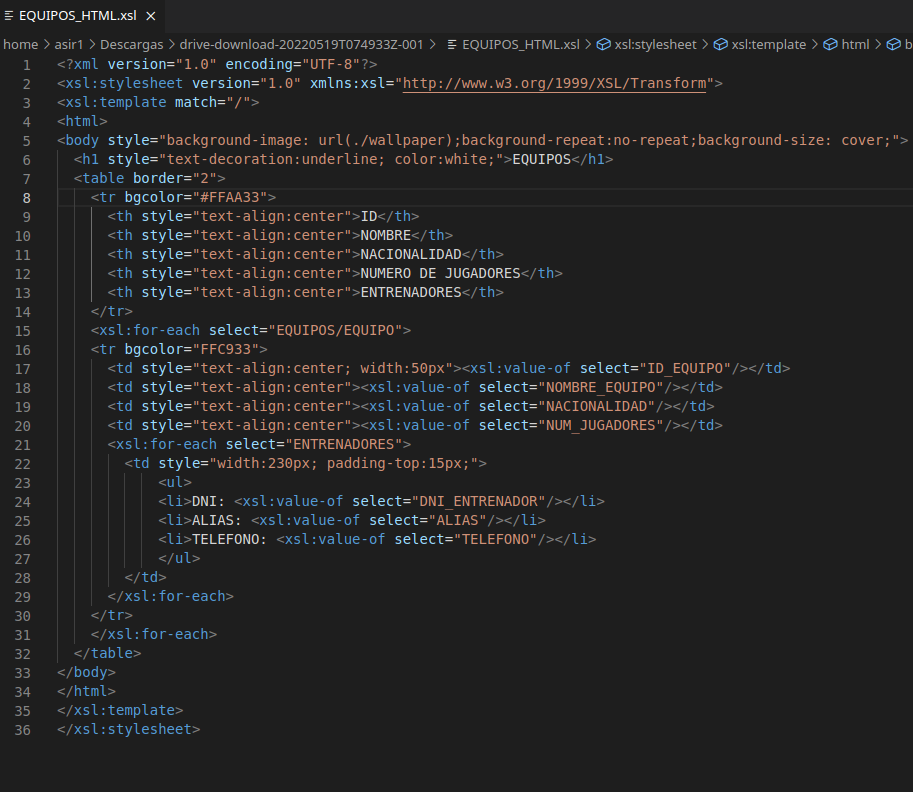 EQUIPOS_HTML.xsl
home > asir1 > Descargas > drive-download-20220519T074933Z-001 > EQUIPOS_HTML.xsl > xsl:stylesheet > xsl:template > html > b
1 <?xml version="1.0" encoding="UTF-8"?>
2 <xsl:stylesheet version="1.0" xmlns:xsl="http://www.w3.org/1999/XSL/Transform">
3 <xsl:template match="/">
4 <html>
5 <body style="background-image: url(./wallpaper);background-repeat:no-repeat;background-size: cover;">
6 <h1 style="text-decoration:underline; color:white;">EQUIPOS</h1>
7 <table border="2">
8 <tr bgcolor="#FFAA33">
9 <th style="text-align:center">ID</th>
10 <th style="text-align:center">NOMBRE</th>
11 <th style="text-align:center">NACIONALIDAD</th>
12 <th style="text-align:center">NUMERO DE JUGADORES</th>
13 <th style="text-align:center">ENTRENADORES</th>
14 </tr>
15 <xsl:for-each select="EQUIPOS/EQUIPO">
16 <tr bgcolor="FFC933">
17 <td style="text-align:center; width:50px"><xsl:value-of select="ID_EQUIPO"/></td>
18 <td style="text-align:center"><xsl:value-of select="NOMBRE_EQUIPO"/></td>
19 <td style="text-align:center"><xsl:value-of select="NACIONALIDAD"/></td>
20 <td style="text-align:center"><xsl:value-of select="NUM_JUGADORES"/></td>
21 <xsl:for-each select="ENTRENADORES">
22 <td style="width:230px; padding-top:15px;">
23 <ul>
24 <li>DNI: <xsl:value-of select="DNI_ENTRENADOR"/></li>
25 <li>ALIAS: <xsl:value-of select="ALIAS"/></li>
26 <li>TELEFONO: <xsl:value-of select="TELEFONO"/></li>
27 </ul>
28 </td>
29 </xsl:for-each>
30 </tr>
31 </xsl:for-each>
32 </table>
33 </body>
34 </html>
35 </xsl:template>
36 </xsl:stylesheet>